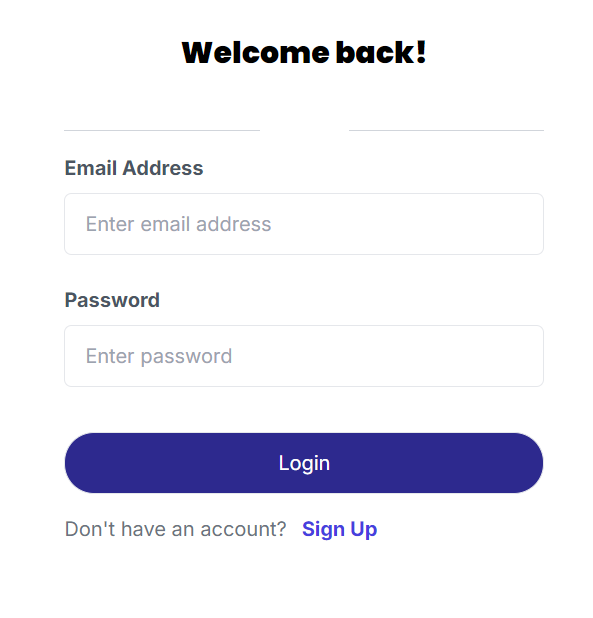 Welcome back!
Email Address
Enter email address
Password
Enter password
Login
Don't have an account? Sign Up